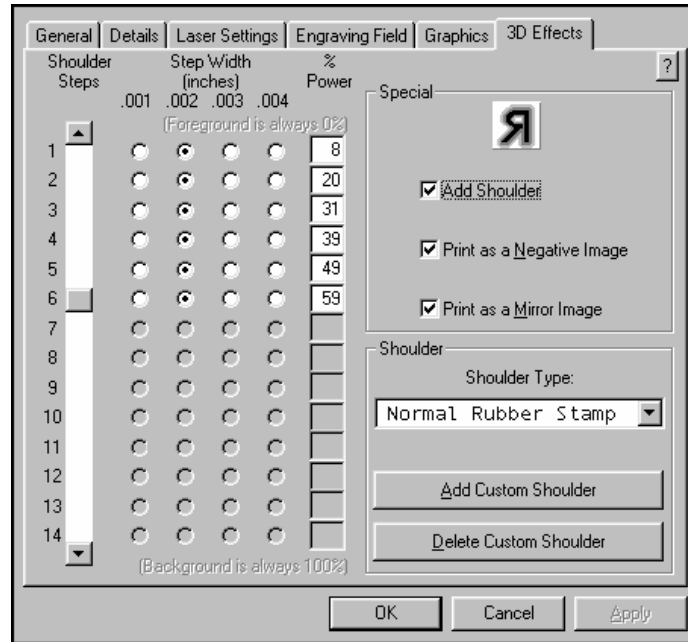 General Details Laser Settings Engraving Field Graphics 3D Effects
Shoulder Step Width %
Steps (inches) Power
.001 .002 .003 .004
(Foreground is always 0%)
1 8
2 20
3 31
4 39
5 49
6 59
7
8
9
10
11
12
13
14
(Background is always 100%)
?
Special
R
Add Shoulder
Print as a Negative Image
Print as a Mirror Image
Shoulder
Shoulder Type:
Normal Rubber Stamp
Add Custom Shoulder
Delete Custom Shoulder
OK Cancel Apply